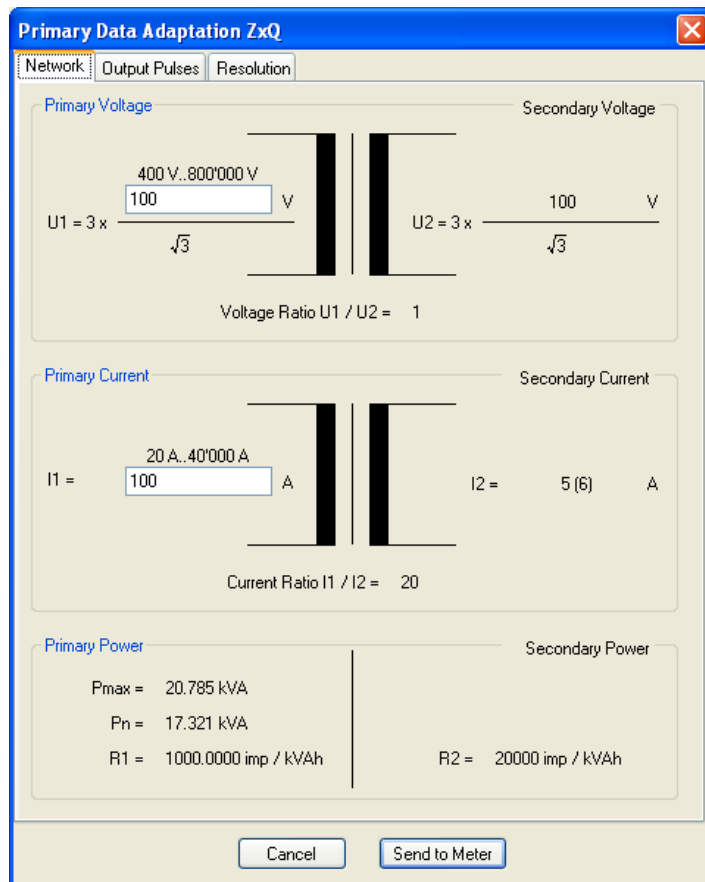 Primary Data Adaptation ZxQ
Network Output Pulses Resolution
Primary Voltage Secondary Voltage
400 V..800'000 V
U1 = 3 x 100 V U2 = 3 x 100 V
√3 √3
Voltage Ratio U1 / U2 = 1
Primary Current Secondary Current
20 A..40'000 A
I1 = 100 A I2 = 5 (6) A
Current Ratio I1 / I2 = 20
Primary Power Secondary Power
Pmax = 20.785 kVA
Pn = 17.321 kVA
R1 = 1000.0000 imp / kVAh R2 = 20000 imp / kVAh
Cancel Send to Meter